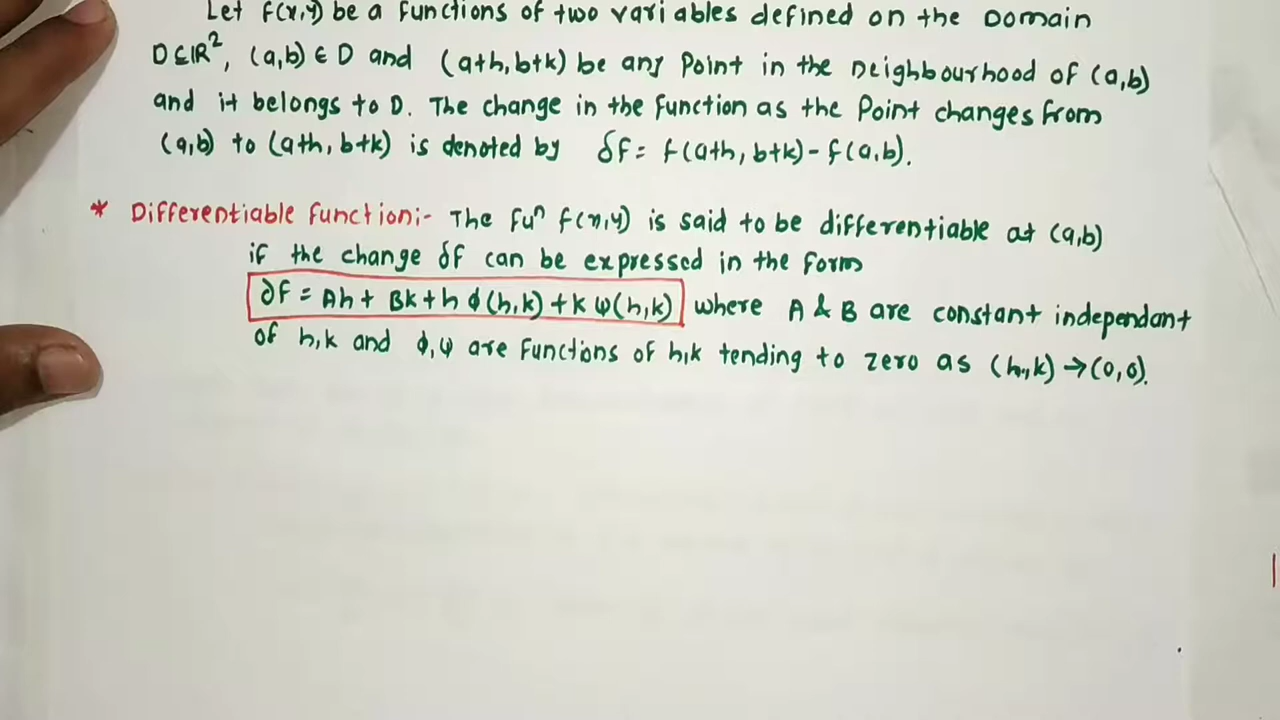 Let f(x,y) be a functions of two variables defined on the Domain
D⊆ℝ², (a,b) ∈ D and (a+h, b+k) be any Point in the neighbourhood of (a,b)
and it belongs to D. The change in the function as the Point changes from
(a,b) to (a+h, b+k) is denoted by δf = f(a+h, b+k) - f(a,b).
* Differentiable function:- The fuⁿ f(x,y) is said to be differentiable at (a,b)
if the change δf can be expressed in the form
∂f = Ah + Bk + h ϕ(h,k) + k ψ(h,k) where A & B are constant independant
of h,k and ϕ,ψ are functions of h,k tending to zero as (h,k) → (0,0).